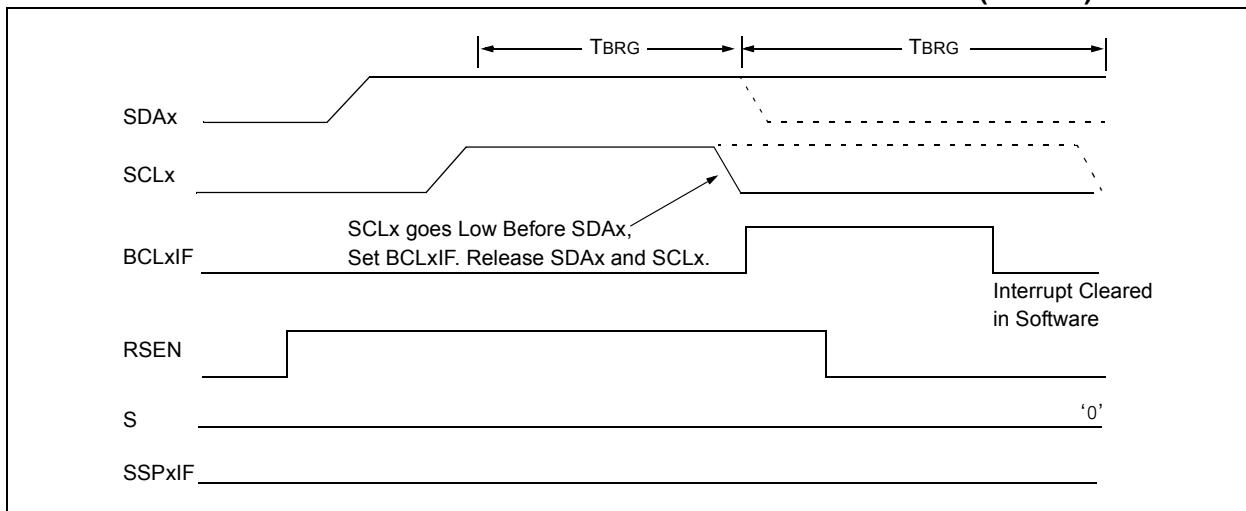 TBRG
TBRG
SDAx
SCLx
SCLx goes Low Before SDAx,
Set BCLxIF. Release SDAx and SCLx.
BCLxIF
Interrupt Cleared
in Software
RSEN
S
‘0’
SSPxIF